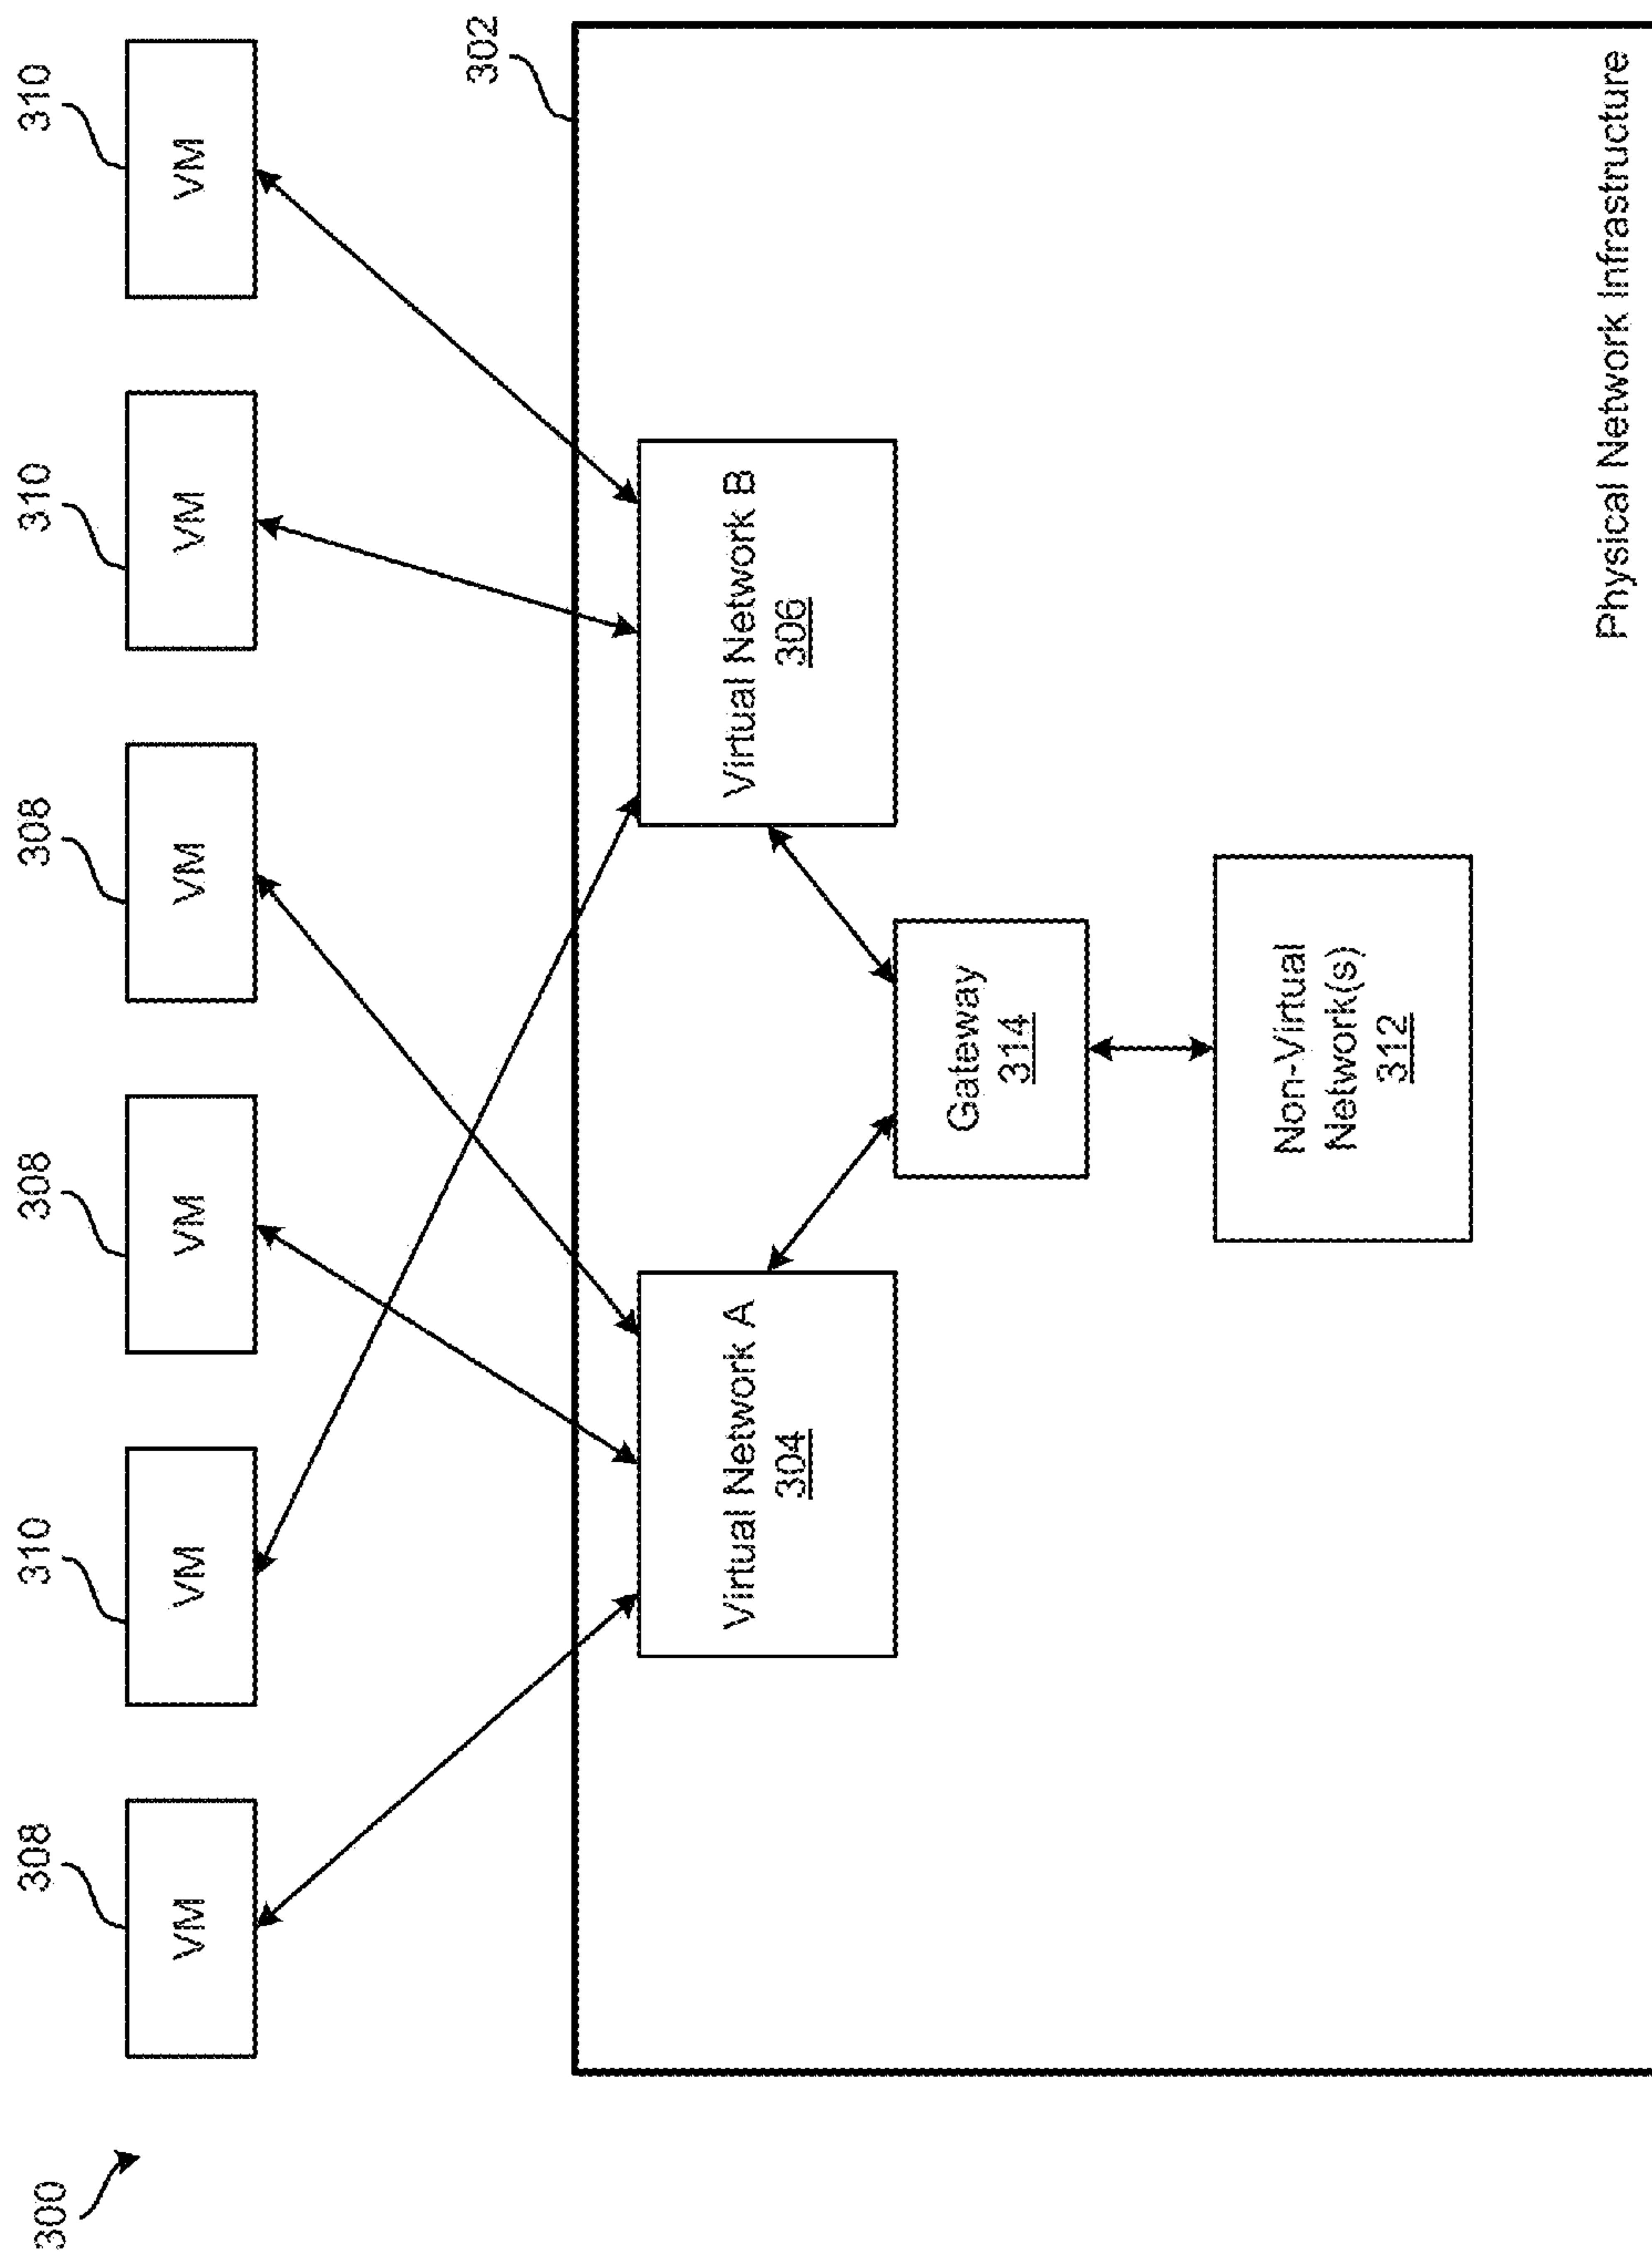 300
308
310
308
308
310
310
VM
VM
VM
VM
VM
VM
302
Virtual Network A
304
Virtual Network B
306
Gateway
314
Non-Virtual
Network(s)
312
Physical Network Infrastructure